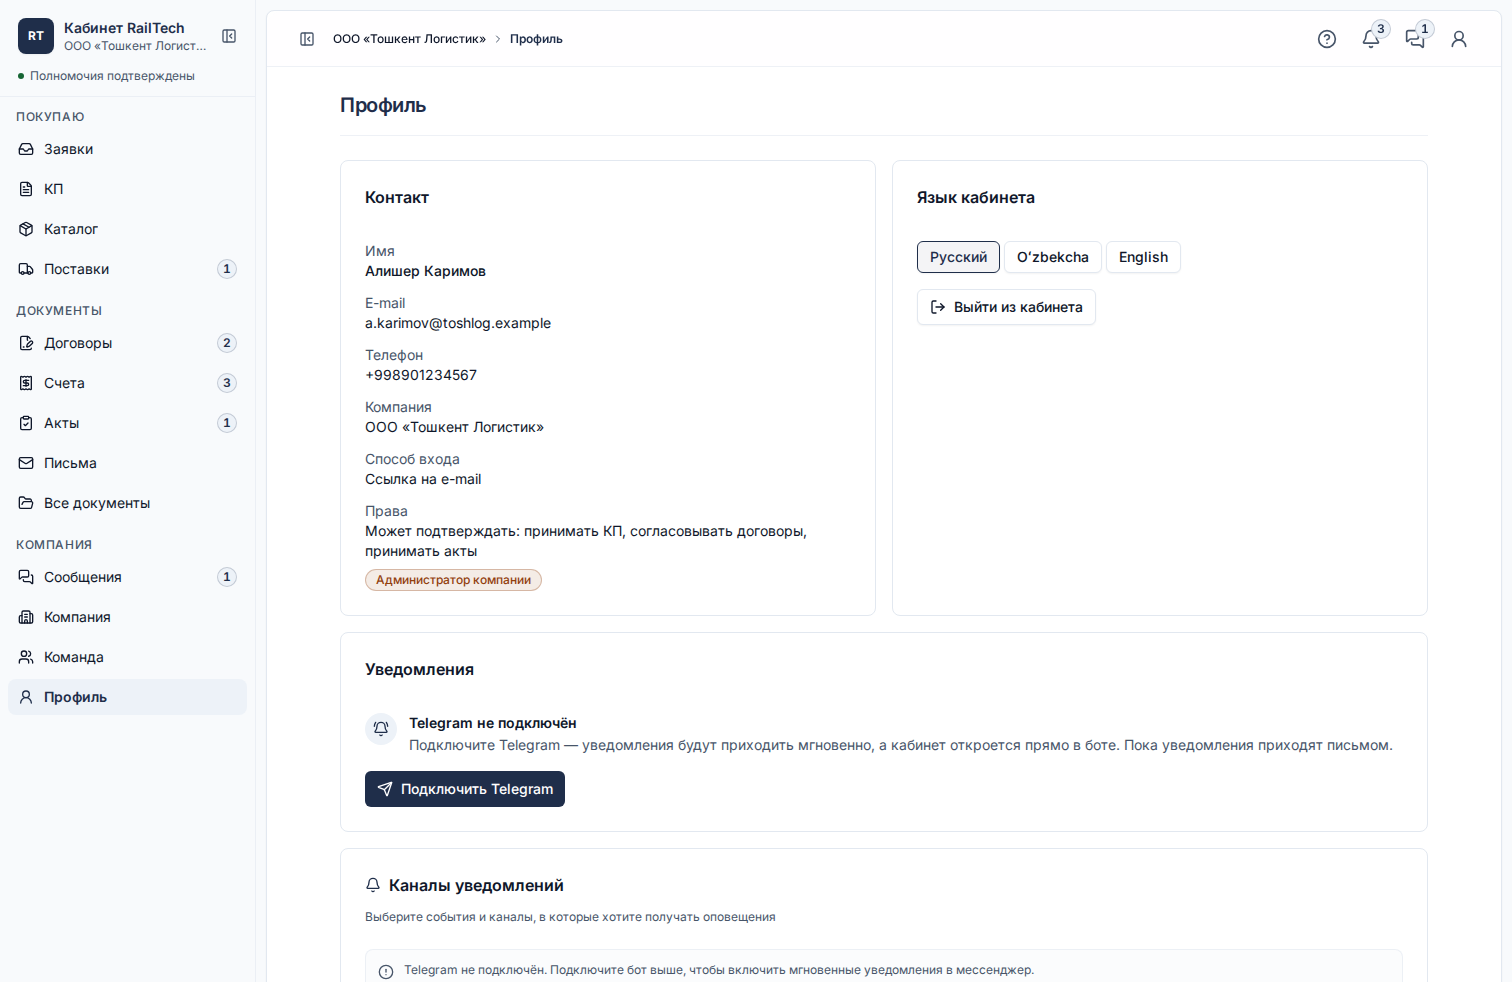 RT
Кабинет RailTech
ООО «Тошкент Логист...
Полномочия подтверждены
ПОКУПАЮ
Заявки
КП
Каталог
Поставки 1
ДОКУМЕНТЫ
Договоры 2
Счета 3
Акты 1
Письма
Все документы
КОМПАНИЯ
Сообщения 1
Компания
Команда
Профиль
ООО «Тошкент Логистик» › Профиль
3
1
Профиль
Контакт
Имя
Алишер Каримов
E-mail
a.karimov@toshlog.example
Телефон
+998901234567
Компания
ООО «Тошкент Логистик»
Способ входа
Ссылка на e-mail
Права
Может подтверждать: принимать КП, согласовывать договоры,
принимать акты
Администратор компании
Язык кабинета
Русский Oʻzbekcha English
Выйти из кабинета
Уведомления
Telegram не подключён
Подключите Telegram — уведомления будут приходить мгновенно, а кабинет откроется прямо в боте. Пока уведомления приходят письмом.
Подключить Telegram
Каналы уведомлений
Выберите события и каналы, в которые хотите получать оповещения
Telegram не подключён. Подключите бот выше, чтобы включить мгновенные уведомления в мессенджер.